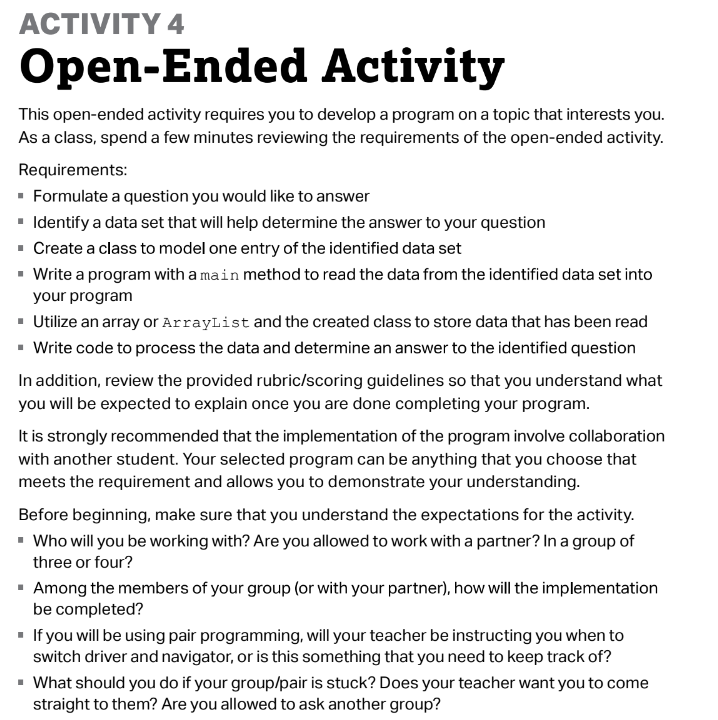 ACTIVITY 4
Open-Ended Activity
This open-ended activity requires you to develop a program on a topic that interests you.
As a class, spend a few minutes reviewing the requirements of the open-ended activity.
Requirements:
▪ Formulate a question you would like to answer
▪ Identify a data set that will help determine the answer to your question
▪ Create a class to model one entry of the identified data set
▪ Write a program with a main method to read the data from the identified data set into
your program
▪ Utilize an array or ArrayList and the created class to store data that has been read
▪ Write code to process the data and determine an answer to the identified question
In addition, review the provided rubric/scoring guidelines so that you understand what
you will be expected to explain once you are done completing your program.
It is strongly recommended that the implementation of the program involve collaboration
with another student. Your selected program can be anything that you choose that
meets the requirement and allows you to demonstrate your understanding.
Before beginning, make sure that you understand the expectations for the activity.
▪ Who will you be working with? Are you allowed to work with a partner? In a group of
three or four?
▪ Among the members of your group (or with your partner), how will the implementation
be completed?
▪ If you will be using pair programming, will your teacher be instructing you when to
switch driver and navigator, or is this something that you need to keep track of?
▪ What should you do if your group/pair is stuck? Does your teacher want you to come
straight to them? Are you allowed to ask another group?